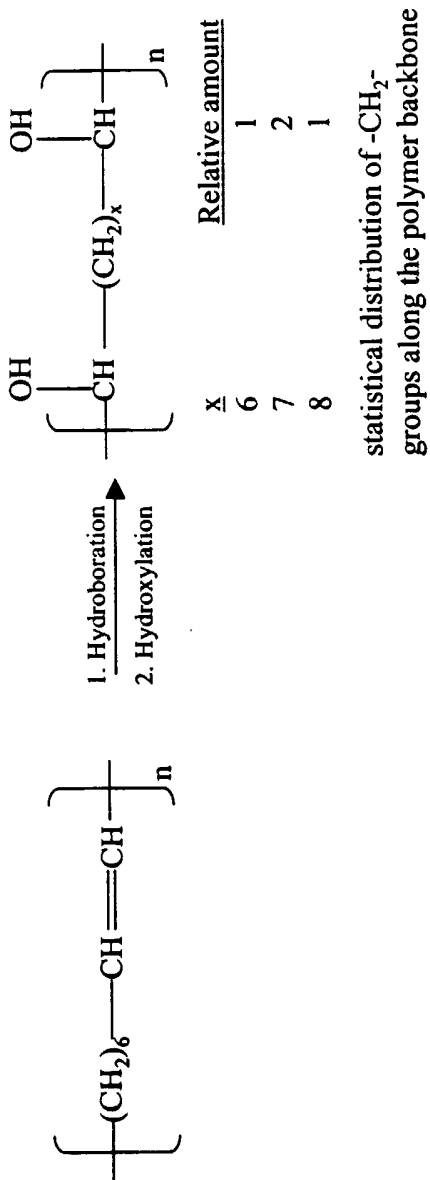 (CH₂)₆ CH CH n
1. Hydroboration
2. Hydroxylation
OH OH
CH (CH₂)ₓ CH n
x Relative amount
6 1
7 2
8 1
statistical distribution of -CH₂-
groups along the polymer backbone